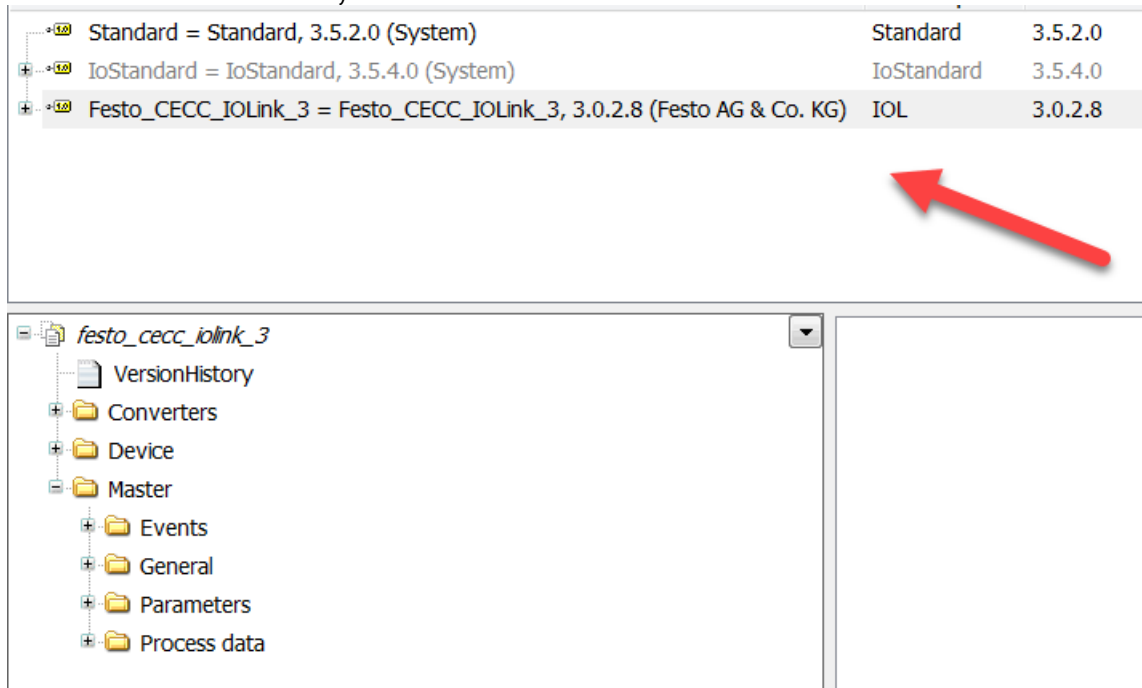 Standard = Standard, 3.5.2.0 (System) Standard 3.5.2.0
IoStandard = IoStandard, 3.5.4.0 (System) IoStandard 3.5.4.0
Festo_CECC_IOLink_3 = Festo_CECC_IOLink_3, 3.0.2.8 (Festo AG & Co. KG) IOL 3.0.2.8
festo_cecc_iolink_3
VersionHistory
Converters
Device
Master
Events
General
Parameters
Process data